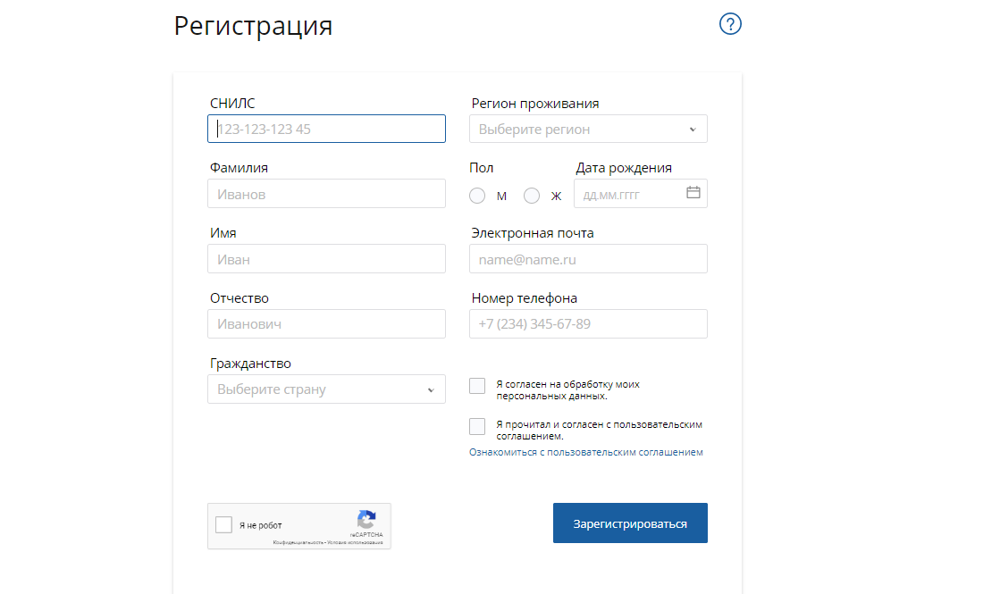 Регистрация
?
СНИЛС
123-123-123 45
Фамилия
Иванов
Имя
Иван
Отчество
Иванович
Гражданство
Выберите страну
Регион проживания
Выберите регион
Пол
М
Ж
Дата рождения
дд.мм.гггг
Электронная почта
name@name.ru
Номер телефона
+7 (234) 345-67-89
Я согласен на обработку моих
персональных данных.
Я прочитал и согласен с пользовательским
соглашением.
Ознакомиться с пользовательским соглашением
Я не робот
reCAPTCHA
Конфиденциальность - Условия использования
Зарегистрироваться